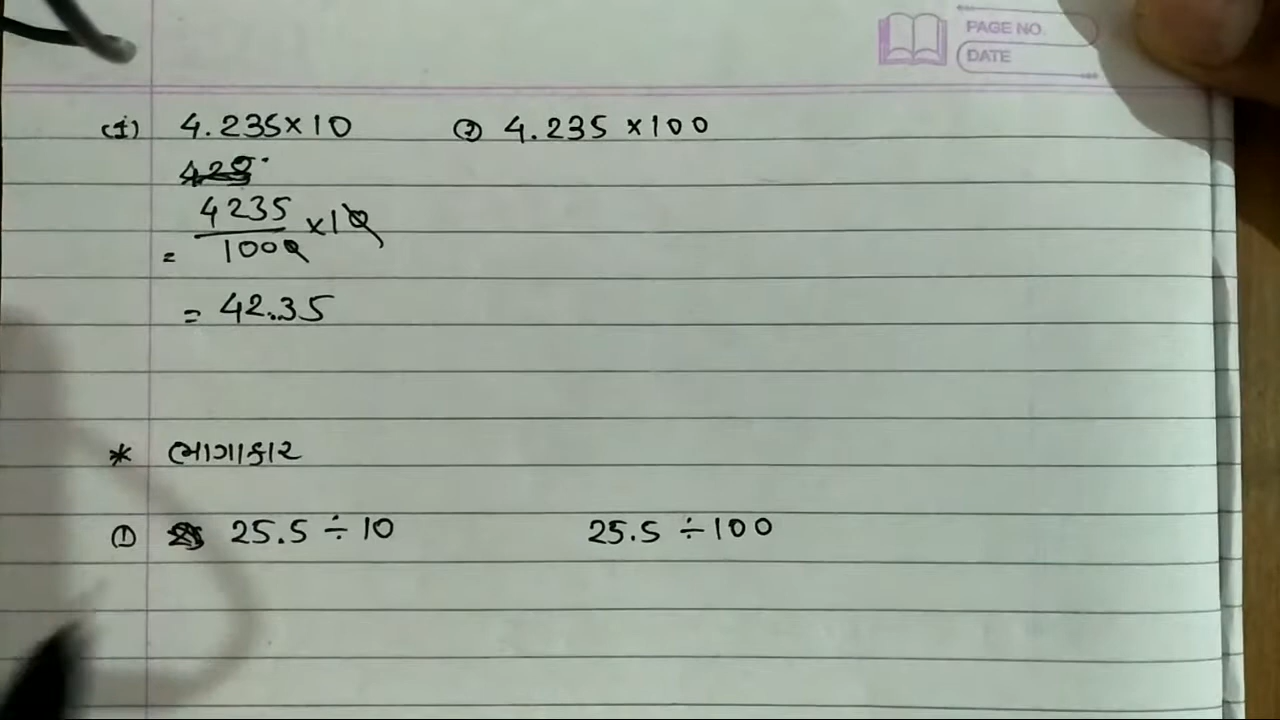 PAGE NO.
DATE
(1) 4.235×10 ② 4.235 ×100
4235/1000 ×10
=
= 42.35
* ભાગાકાર
① 25.5 ÷ 10 25.5 ÷ 100